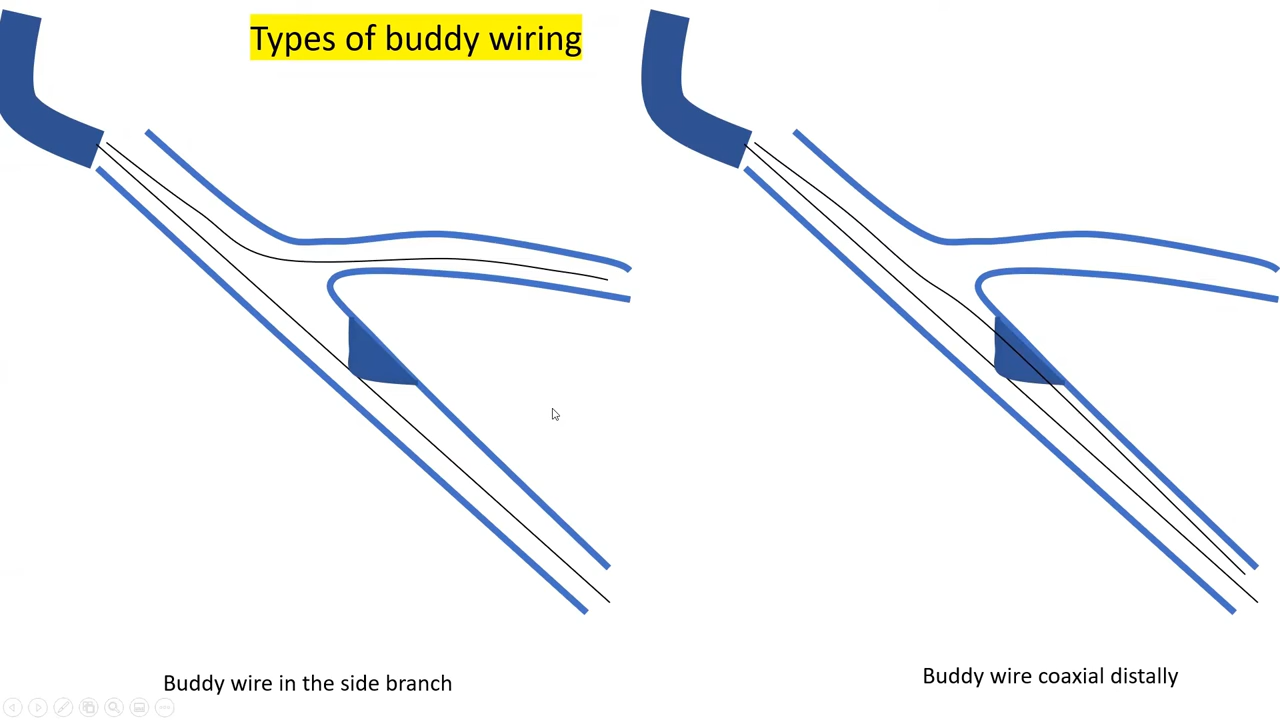 Types of buddy wiring
Buddy wire in the side branch
Buddy wire coaxial distally